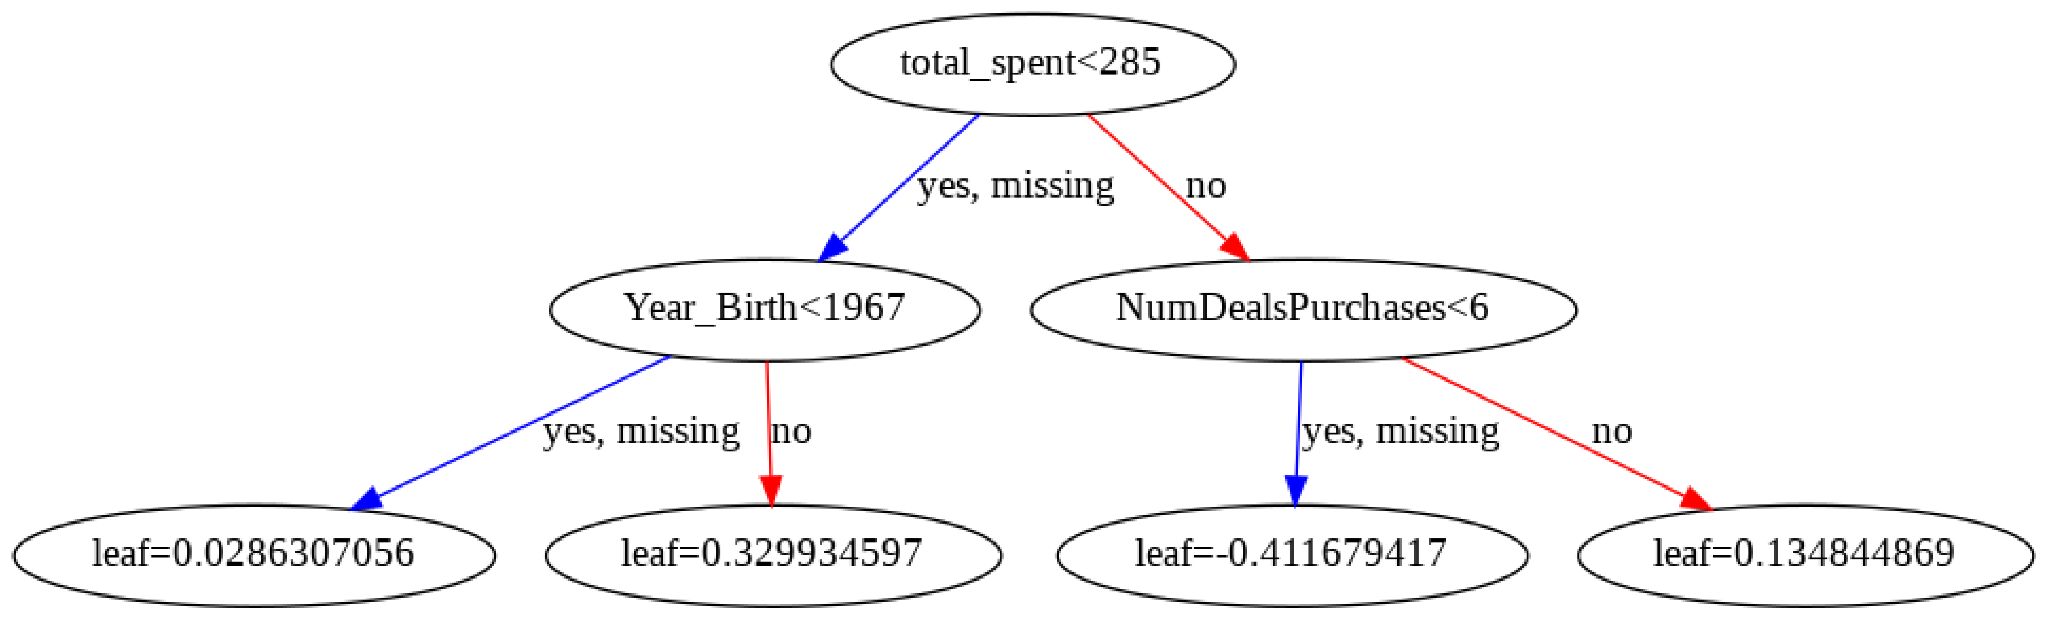 total_spent<285
yes, missing
no
Year_Birth<1967
NumDealsPurchases<6
yes, missing
no
yes, missing
no
leaf=0.0286307056
leaf=0.329934597
leaf=-0.411679417
leaf=0.134844869